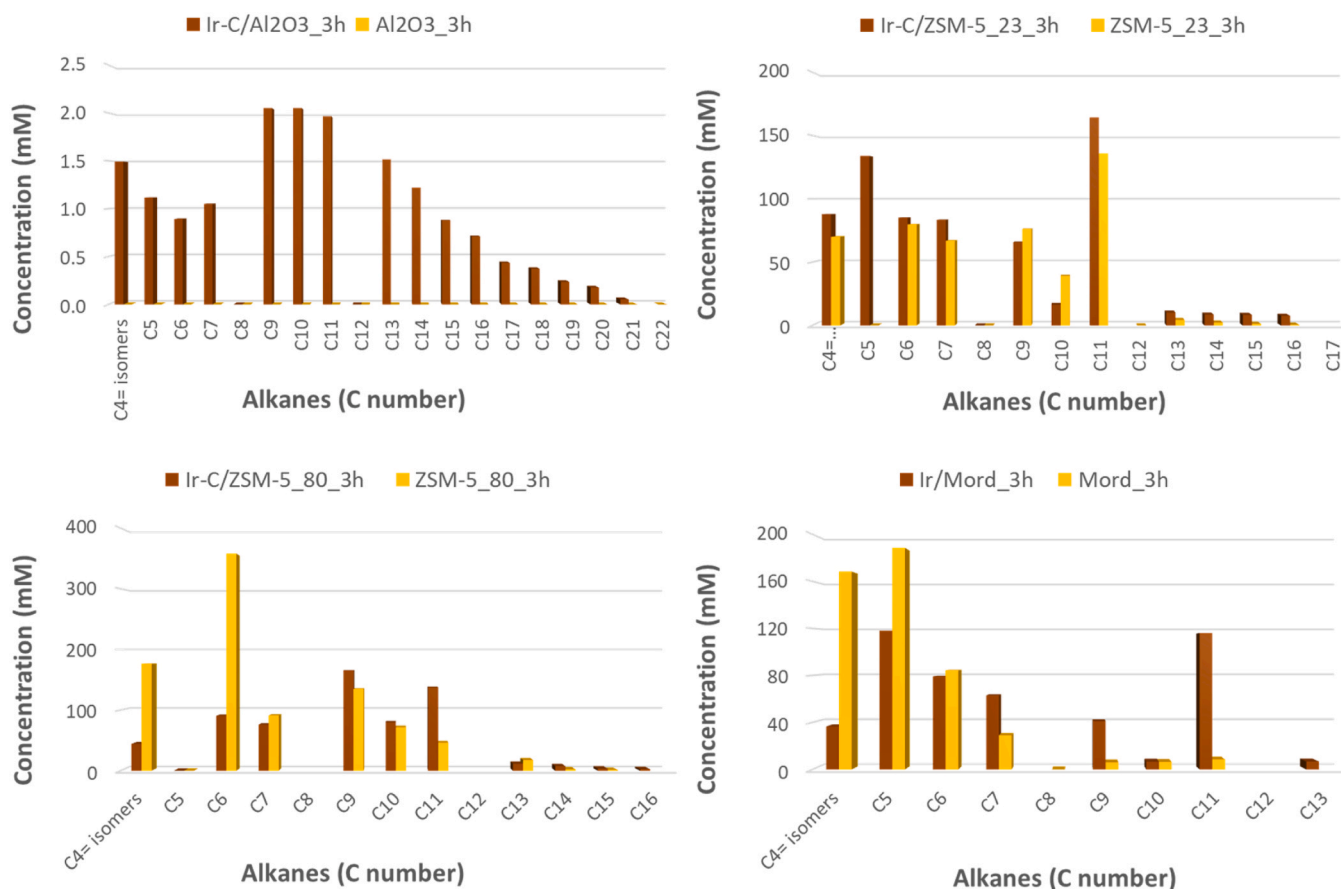 Ir-C/Al2O3_3h Al2O3_3h
Concentration (mM)
2.5
2.0
1.5
1.0
0.5
0.0
C4= isomers C5 C6 C7 C8 C9 C10 C11 C12 C13 C14 C15 C16 C17 C18 C19 C20 C21 C22
Alkanes (C number)
Ir-C/ZSM-5_23_3h ZSM-5_23_3h
Concentration (mM)
200
150
100
50
0
C4=... C5 C6 C7 C8 C9 C10 C11 C12 C13 C14 C15 C16 C17
Alkanes (C number)
Ir-C/ZSM-5_80_3h ZSM-5_80_3h
Concentration (mM)
400
300
200
100
0
C4= isomers C5 C6 C7 C8 C9 C10 C11 C12 C13 C14 C15 C16
Alkanes (C number)
Ir/Mord_3h Mord_3h
Concentration (mM)
200
160
120
80
40
0
C4= isomers C5 C6 C7 C8 C9 C10 C11 C12 C13
Alkanes (C number)